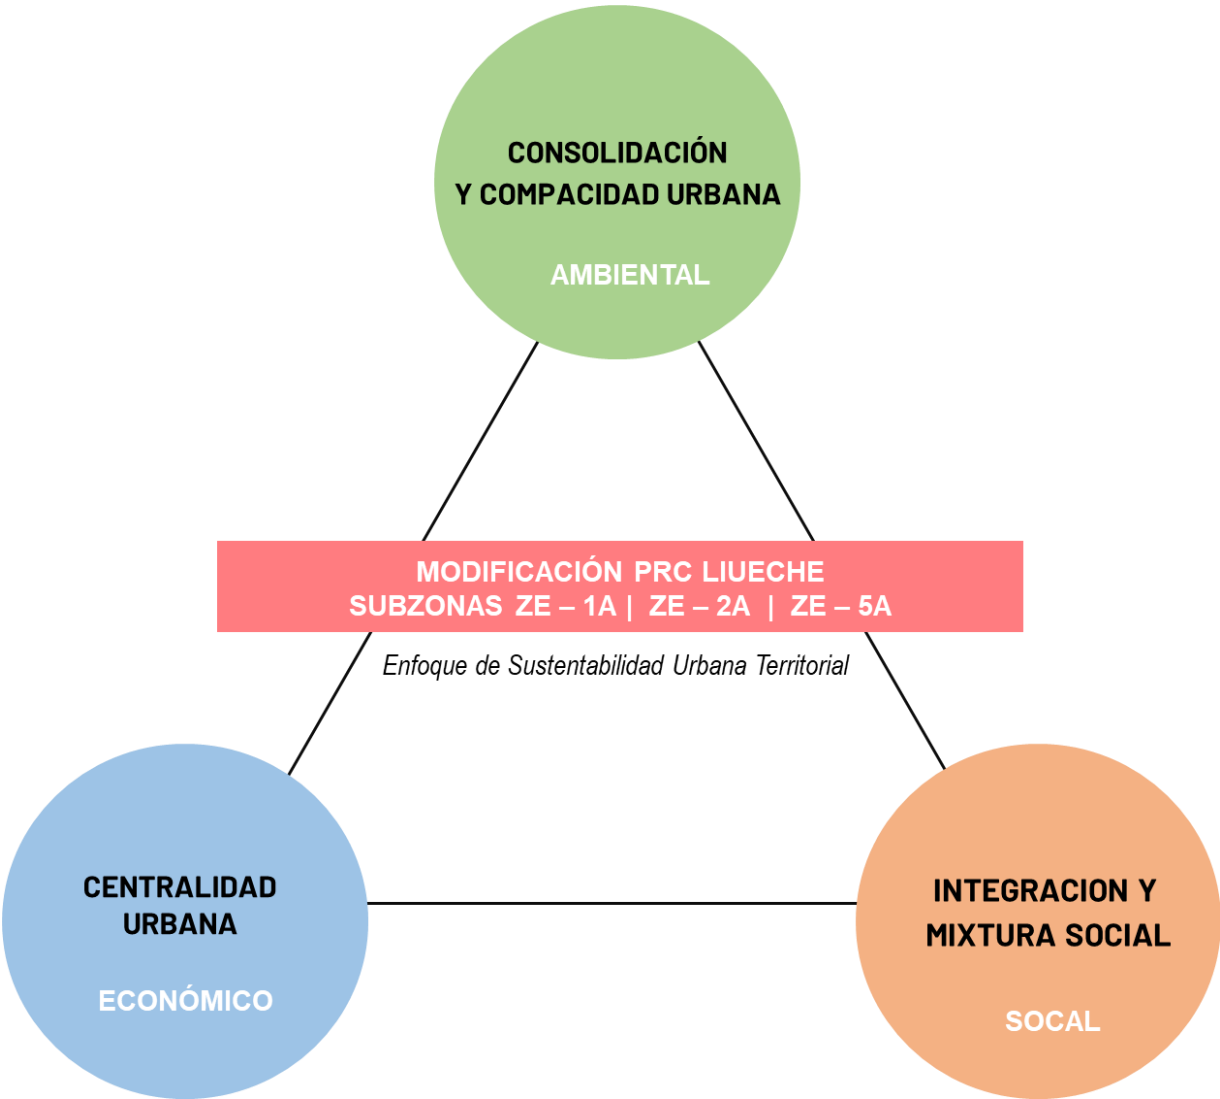 CONSOLIDACIÓN
Y COMPACIDAD URBANA
AMBIENTAL
MODIFICACIÓN PRC LIUECHE
SUBZONAS ZE – 1A | ZE – 2A | ZE – 5A
Enfoque de Sustentabilidad Urbana Territorial
CENTRALIDAD
URBANA
ECONÓMICO
INTEGRACION Y
MIXTURA SOCIAL
SOCAL